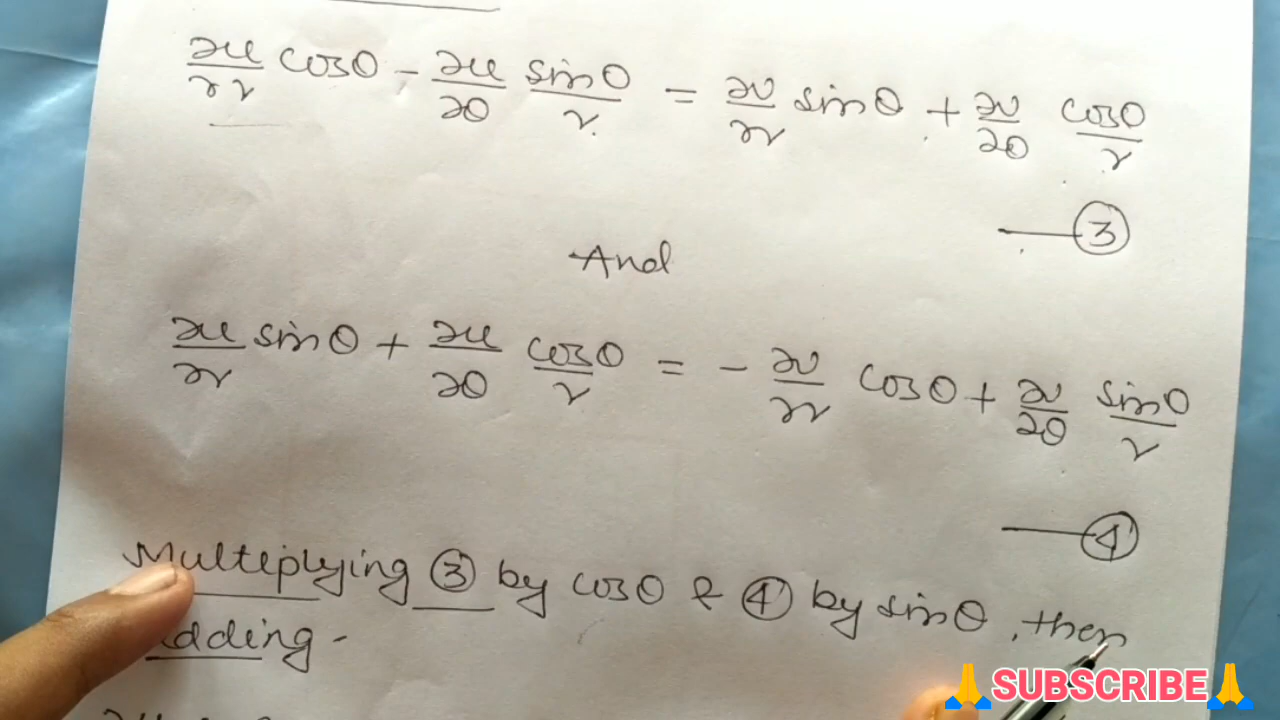 ∂u/∂r cosθ - ∂u/∂θ sinθ/r = ∂v/∂r sinθ + ∂v/∂θ cosθ/r
— ③
And
∂u/∂r sinθ + ∂u/∂θ cosθ/r = - ∂v/∂r cosθ + ∂v/∂θ sinθ/r
— ④
Multiplying ③ by cosθ & ④ by sinθ, then
adding -
🙏SUBSCRIBE🙏